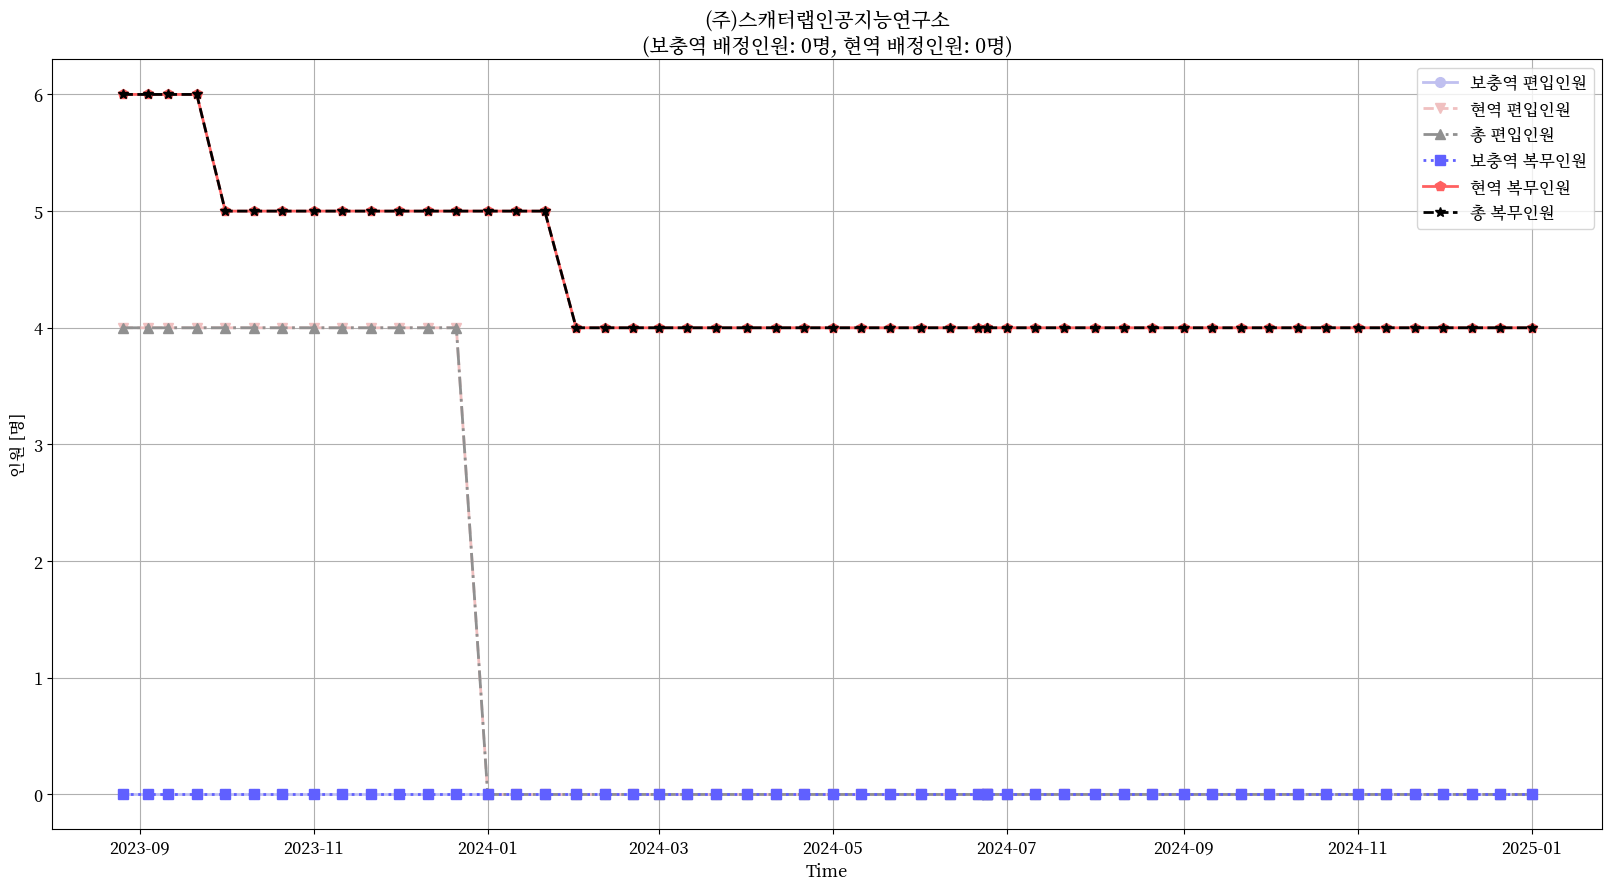 (주)스캐터랩인공지능연구소
(보충역 배정인원: 0명, 현역 배정인원: 0명)
보충역 편입인원
현역 편입인원
총 편입인원
보충역 복무인원
현역 복무인원
총 복무인원
인원 [명]
6
5
4
3
2
1
0
2023-09
2023-11
2024-01
2024-03
2024-05
2024-07
2024-09
2024-11
2025-01
Time